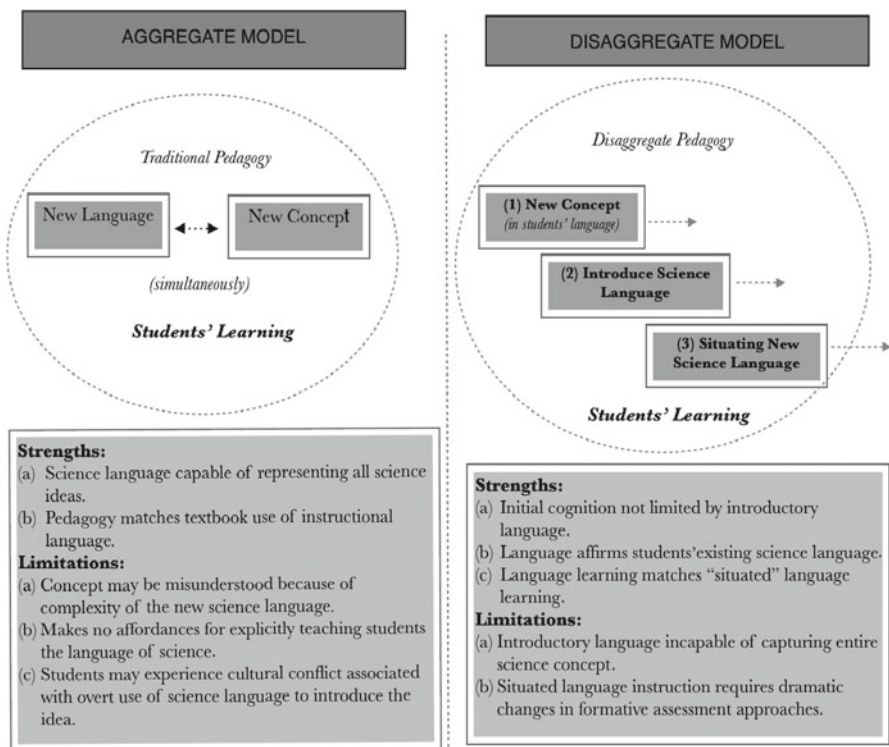 AGGREGATE MODEL
Traditional Pedagogy
New Language
New Concept
(simultaneously)
Students' Learning
Strengths:
(a) Science language capable of representing all science
ideas.
(b) Pedagogy matches textbook use of instructional
language.
Limitations:
(a) Concept may be misunderstood because of
complexity of the new science language.
(b) Makes no affordances for explicitly teaching students
the language of science.
(c) Students may experience cultural conflict associated
with overt use of science language to introduce the
idea.
DISAGGREGATE MODEL
Disaggregate Pedagogy
(1) New Concept
(in students' language)
(2) Introduce Science
Language
(3) Situating New
Science Language
Students' Learning
Strengths:
(a) Initial cognition not limited by introductory
language.
(b) Language affirms students'existing science language.
(c) Language learning matches "situated" language
learning.
Limitations:
(a) Introductory language incapable of capturing entire
science concept.
(b) Situated language instruction requires dramatic
changes in formative assessment approaches.